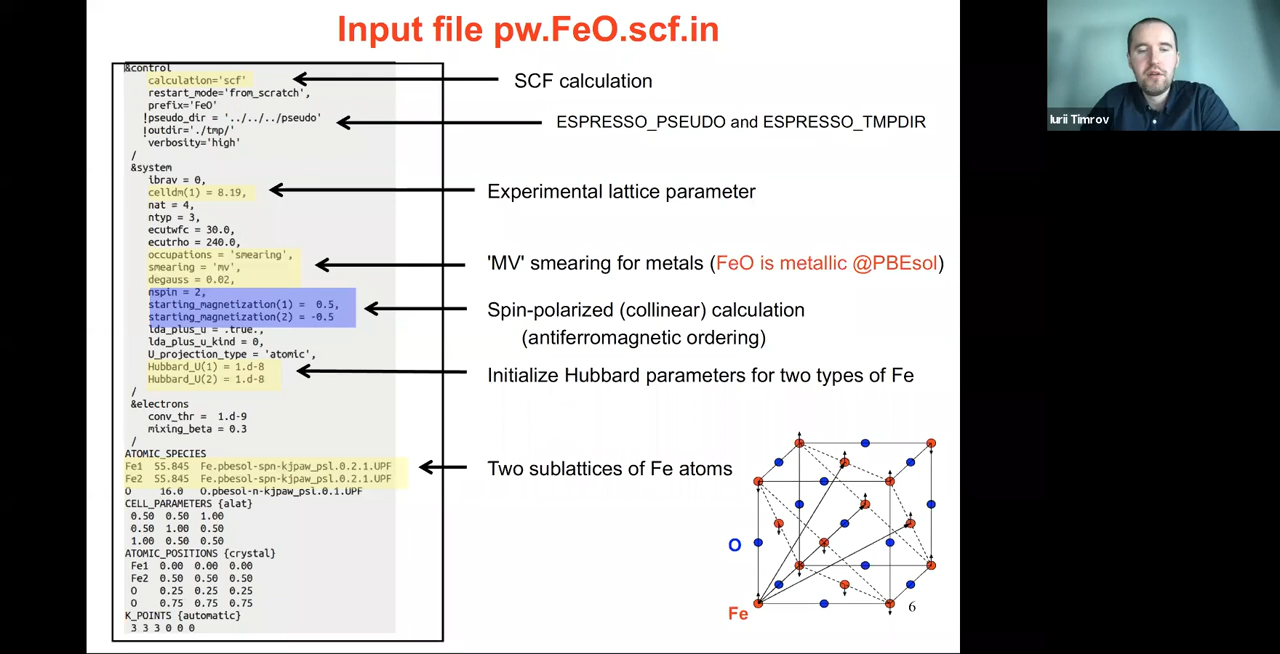 Input file pw.FeO.scf.in
&control
calculation='scf'
restart_mode='from_scratch',
prefix='FeO'
!pseudo_dir = '../../../pseudo'
!outdir='./tmp/'
verbosity='high'
/
&system
ibrav = 0,
celldm(1) = 8.19,
nat = 4,
ntyp = 3,
ecutwfc = 30.0,
ecutrho = 240.0,
occupations = 'smearing',
smearing = 'mv',
degauss = 0.02,
nspin = 2,
starting_magnetization(1) =  0.5,
starting_magnetization(2) = -0.5
lda_plus_u = .true.,
lda_plus_u_kind = 0,
U_projection_type = 'atomic',
Hubbard_U(1) = 1.d-8
Hubbard_U(2) = 1.d-8
/
&electrons
conv_thr =  1.d-9
mixing_beta = 0.3
/
ATOMIC_SPECIES
Fe1  55.845  Fe.pbesol-spn-kjpaw_psl.0.2.1.UPF
Fe2  55.845  Fe.pbesol-spn-kjpaw_psl.0.2.1.UPF
O    16.0  O.pbesol-n-kjpaw_psl.0.1.UPF
CELL_PARAMETERS {alat}
0.50  0.50  1.00
0.50  1.00  0.50
1.00  0.50  0.50
ATOMIC_POSITIONS {crystal}
Fe1  0.00  0.00  0.00
Fe2  0.50  0.50  0.50
O    0.25  0.25  0.25
O    0.75  0.75  0.75
K_POINTS {automatic}
3 3 3 0 0 0
SCF calculation
ESPRESSO_PSEUDO and ESPRESSO_TMPDIR
Experimental lattice parameter
'MV' smearing for metals (FeO is metallic @PBEsol)
Spin-polarized (collinear) calculation
(antiferromagnetic ordering)
Initialize Hubbard parameters for two types of Fe
Two sublattices of Fe atoms
O
Fe
6
Iurii Timrov